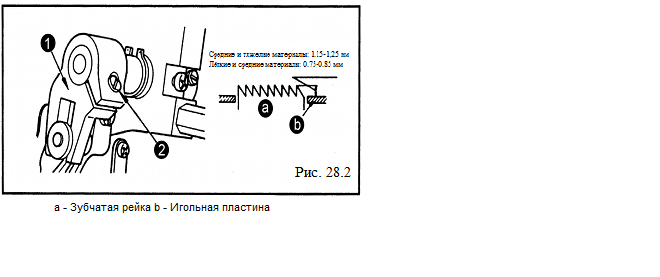 1
Средние и тяжелые материалы: 1.15-1.25 мм
Лёгкие и средние материалы: 0.75-0.85 мм
a
b
2
Рис. 28.2
a - Зубчатая рейка b - Игольная пластина